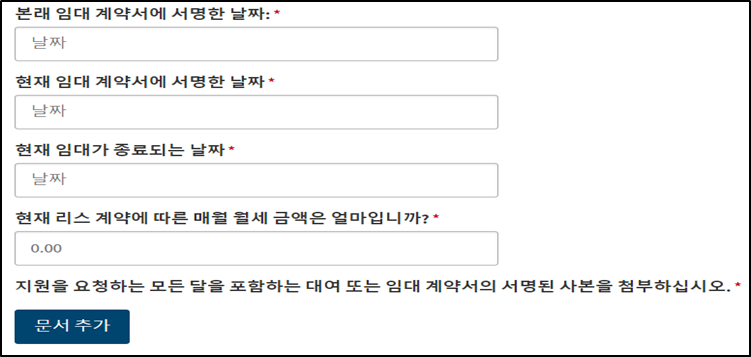 본래 임대 계약서에 서명한 날짜: *
날짜
현재 임대 계약서에 서명한 날짜 *
날짜
현재 임대가 종료되는 날짜 *
날짜
현재 리스 계약에 따른 매월 월세 금액은 얼마입니까? *
0.00
지원을 요청하는 모든 달을 포함하는 대여 또는 임대 계약서의 서명된 사본을 첨부하십시오. *
문서 추가